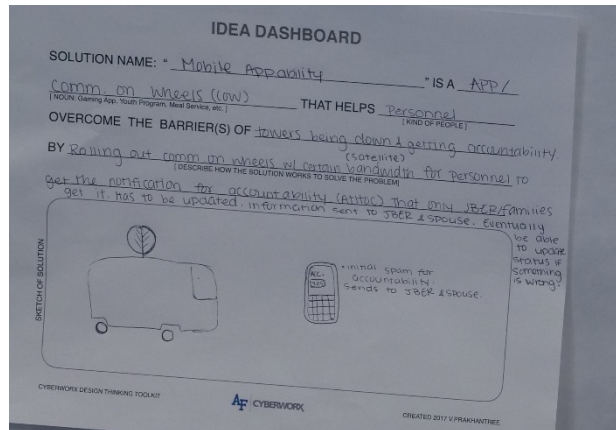 IDEA DASHBOARD
SOLUTION NAME: " Mobile Appability " IS A APP/
Comm. on Wheels (COW) THAT HELPS Personnel
[ NOUN: Gaming App, Youth Program, Meal Service, etc. ] [ KIND OF PEOPLE ]
OVERCOME THE BARRIER(S) OF towers being down & getting accountability
BY Rolling out comm on wheels w/ certain bandwidth for personnel to
(satellite)
[ DESCRIBE HOW THE SOLUTION WORKS TO SOLVE THE PROBLEM ]
get the notification for accountability (AtHoc) that only JBER/families
get it. Has to be updated. Information sent to JBER & spouse. Eventually
be able
to update
status if
something
is wrong?
SKETCH OF SOLUTION
• initial spam for
accountability.
Sends to JBER & spouse.
YES
CYBERWORX DESIGN THINKING TOOLKIT
AF CYBERWORX
CREATED 2017 V.PRAKHANTREE